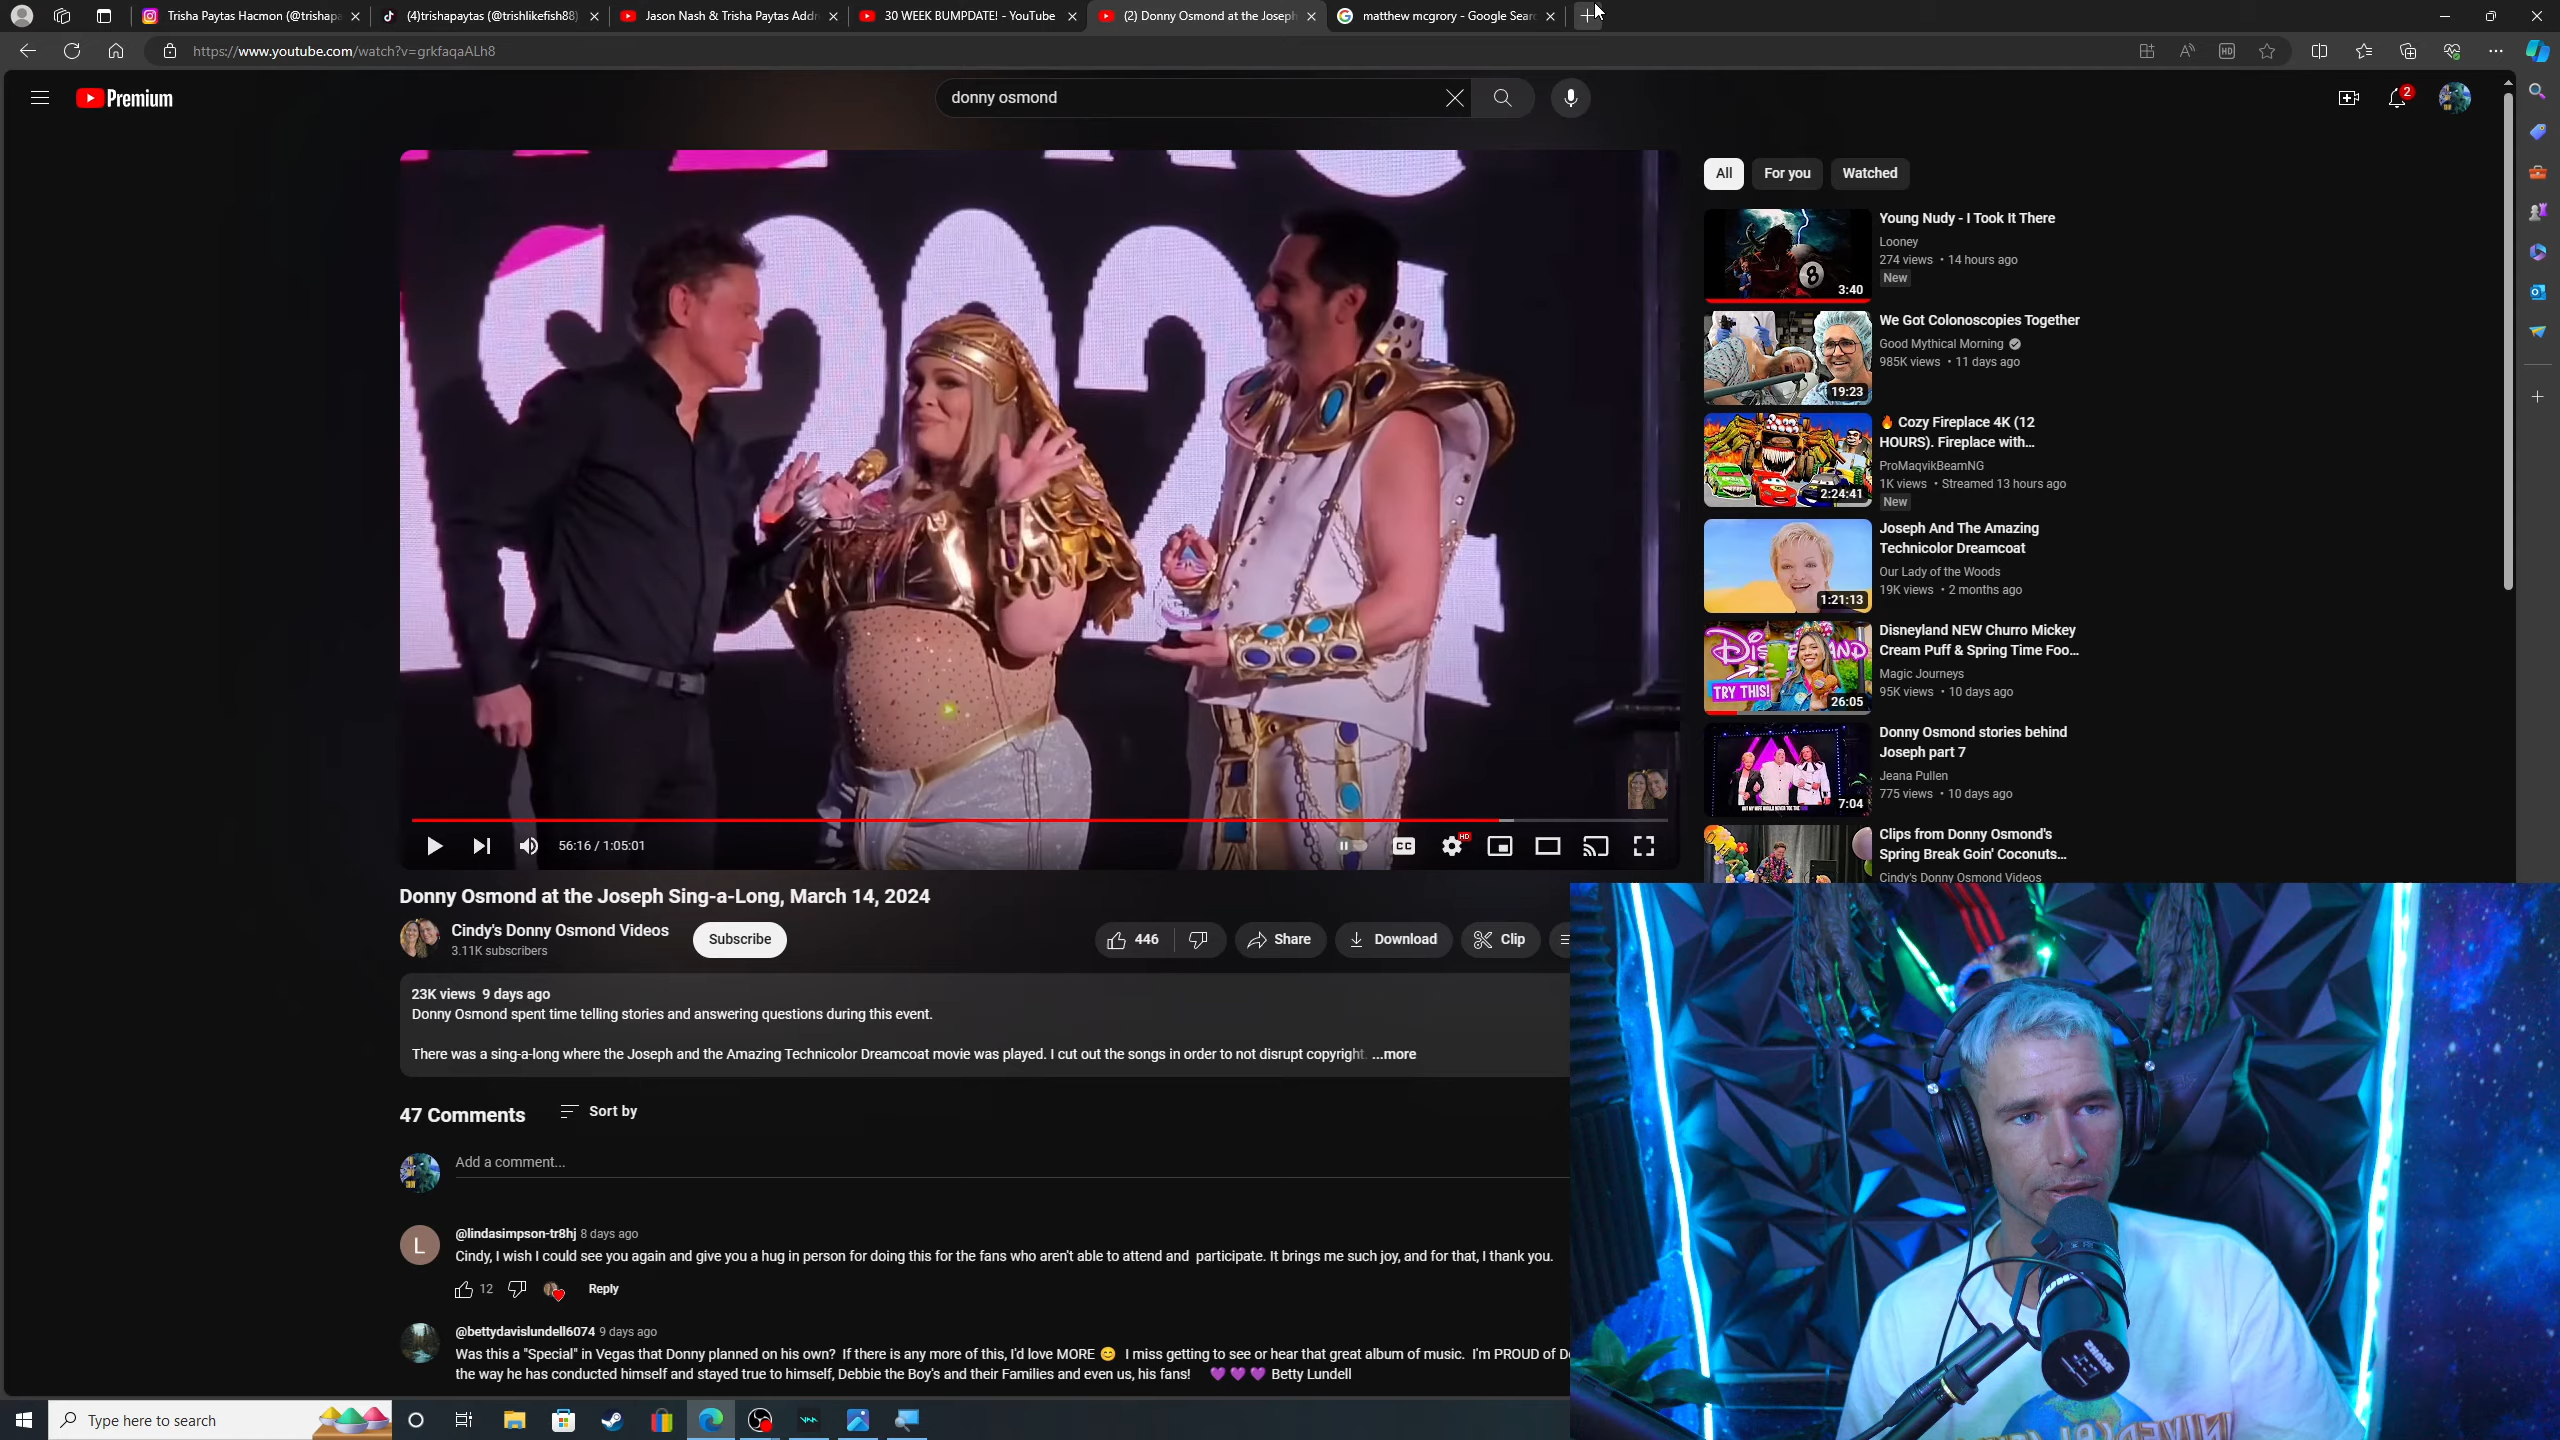 Trisha Paytas Hacmon (@trishapa
(4)trishapaytas (@trishlikefish88)
Jason Nash & Trisha Paytas Addr
30 WEEK BUMPDATE! - YouTube
(2) Donny Osmond at the Joseph
matthew mcgrory - Google Sear
https://www.youtube.com/watch?v=grkfaqaALh8
Premium
donny osmond
2
All
For you
Watched
Young Nudy - I Took It There
Looney
274 views • 14 hours ago
New
3:40
We Got Colonoscopies Together
Good Mythical Morning
985K views • 11 days ago
19:23
🔥 Cozy Fireplace 4K (12
HOURS). Fireplace with...
ProMaqvikBeamNG
1K views • Streamed 13 hours ago
New
2:24:41
Joseph And The Amazing
Technicolor Dreamcoat
Our Lady of the Woods
19K views • 2 months ago
1:21:13
Disneyland NEW Churro Mickey
Cream Puff & Spring Time Foo...
Magic Journeys
95K views • 10 days ago
TRY THIS!
26:05
Donny Osmond stories behind
Joseph part 7
Jeana Pullen
775 views • 10 days ago
7:04
Clips from Donny Osmond's
Spring Break Goin' Coconuts...
Cindy's Donny Osmond Videos
56:16 / 1:05:01
CC
HD
Donny Osmond at the Joseph Sing-a-Long, March 14, 2024
Cindy's Donny Osmond Videos
3.11K subscribers
Subscribe
446
Share
Download
Clip
23K views 9 days ago
Donny Osmond spent time telling stories and answering questions during this event.
There was a sing-a-long where the Joseph and the Amazing Technicolor Dreamcoat movie was played. I cut out the songs in order to not disrupt copyright. ...more
47 Comments
Sort by
Add a comment...
L
@lindasimpson-tr8hj 8 days ago
Cindy, I wish I could see you again and give you a hug in person for doing this for the fans who aren't able to attend and participate. It brings me such joy, and for that, I thank you.
12
Reply
@bettydavislundell6074 9 days ago
Was this a "Special" in Vegas that Donny planned on his own? If there is any more of this, I'd love MORE 😊 I miss getting to see or hear that great album of music. I'm PROUD of D
the way he has conducted himself and stayed true to himself, Debbie the Boy's and their Families and even us, his fans! 💜💜💜 Betty Lundell
Type here to search